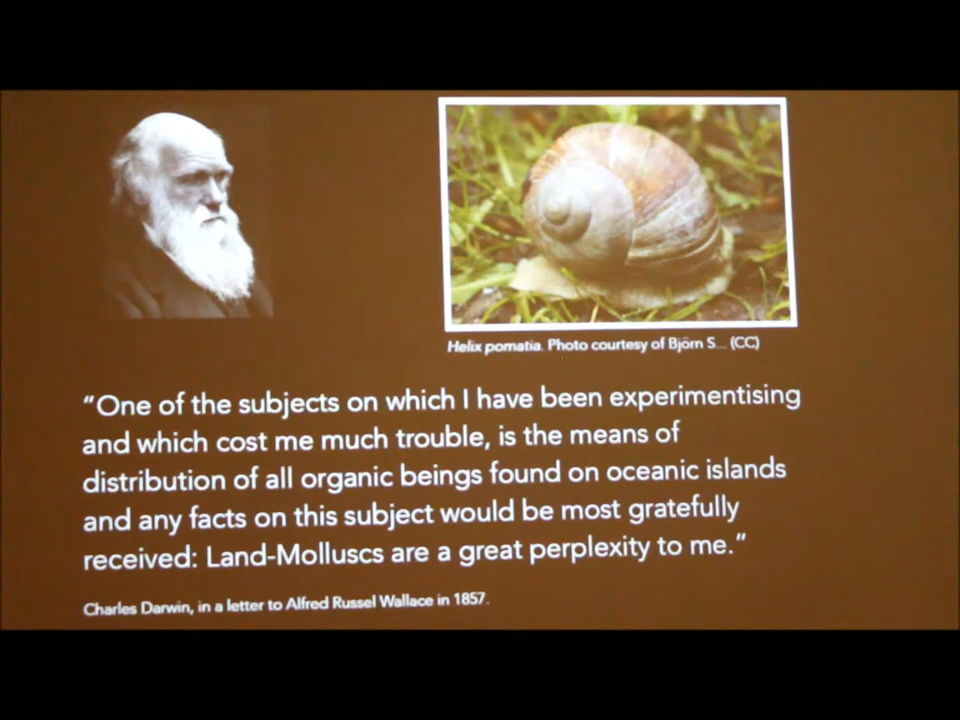 Helix pomatia. Photo courtesy of Björn S... (CC)
“One of the subjects on which I have been experimentising
and which cost me much trouble, is the means of
distribution of all organic beings found on oceanic islands
and any facts on this subject would be most gratefully
received: Land-Molluscs are a great perplexity to me.”
Charles Darwin, in a letter to Alfred Russel Wallace in 1857.